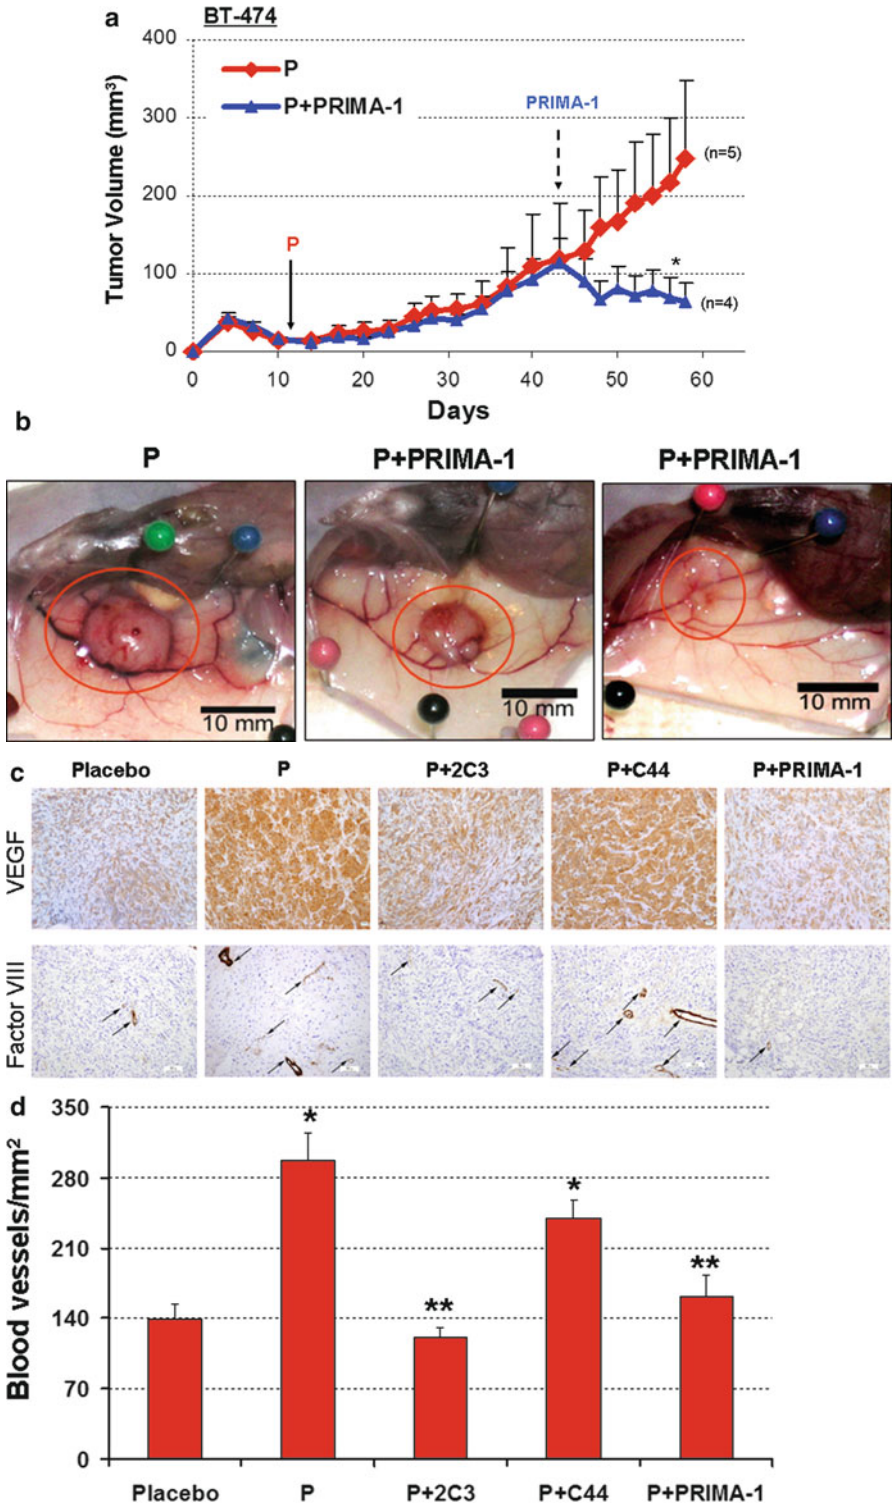 a
BT-474
400
300
200
100
0
Tumor Volume (mm³)
P
P+PRIMA-1
P
PRIMA-1
(n=5)
*
(n=4)
0 10 20 30 40 50 60
Days
b
P P+PRIMA-1 P+PRIMA-1
10 mm 10 mm 10 mm
c
Placebo P P+2C3 P+C44 P+PRIMA-1
VEGF
Factor VIII
d
350
280
210
140
70
0
Blood vessels/mm²
* ** * **
Placebo P P+2C3 P+C44 P+PRIMA-1